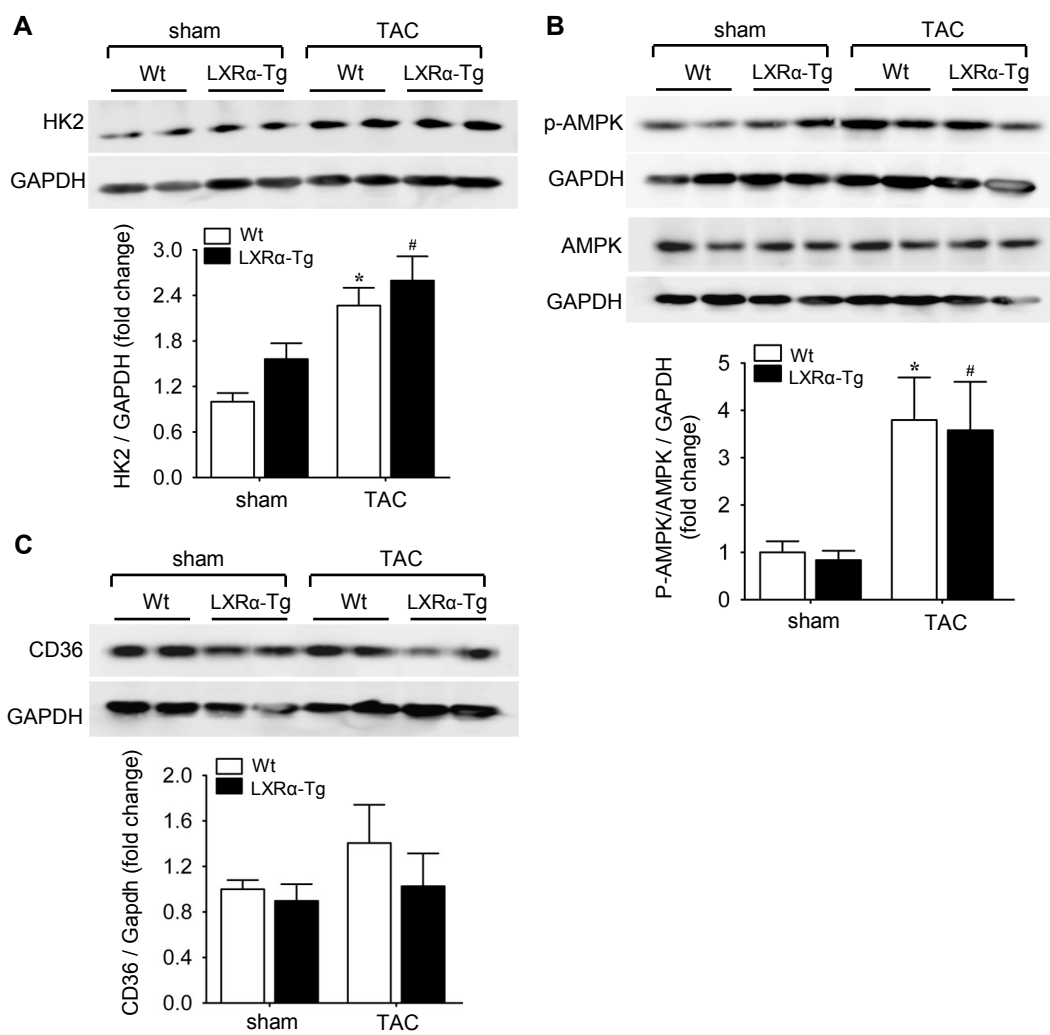 A
sham TAC
Wt LXRα-Tg Wt LXRα-Tg
HK2
GAPDH
HK2 / GAPDH (fold change)
3.0
2.4
1.8
1.2
0.6
0.0
Wt
LXRα-Tg
* #
sham TAC
B
sham TAC
Wt LXRα-Tg Wt LXRα-Tg
p-AMPK
GAPDH
AMPK
GAPDH
P-AMPK/AMPK / GAPDH
(fold change)
5
4
3
2
1
0
Wt
LXRα-Tg
* #
sham TAC
C
sham TAC
Wt LXRα-Tg Wt LXRα-Tg
CD36
GAPDH
CD36 / Gapdh (fold change)
2.0
1.6
1.2
0.8
0.4
0.0
Wt
LXRα-Tg
sham TAC